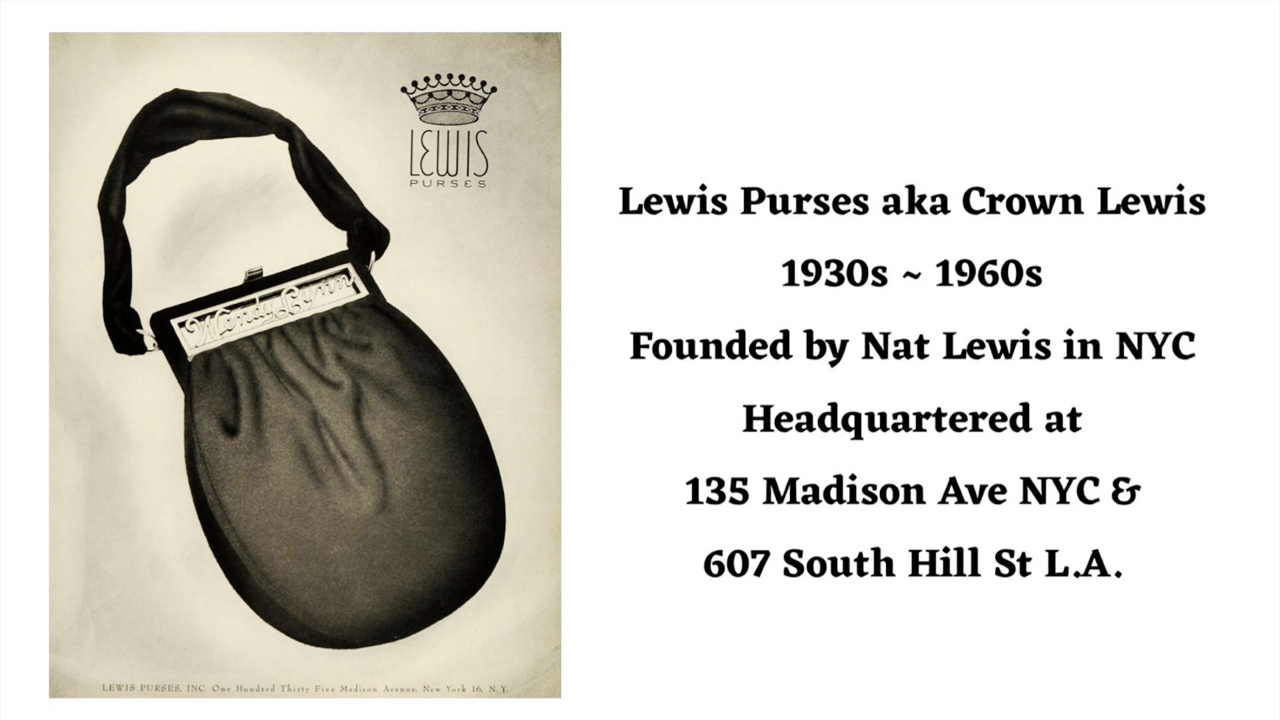 LEWIS
PURSES
Wendy Lynn
LEWIS PURSES, INC. One Hundred Thirty Five Madison Avenue, New York 16, N.Y.
Lewis Purses aka Crown Lewis
1930s ~ 1960s
Founded by Nat Lewis in NYC
Headquartered at
135 Madison Ave NYC &
607 South Hill St L.A.